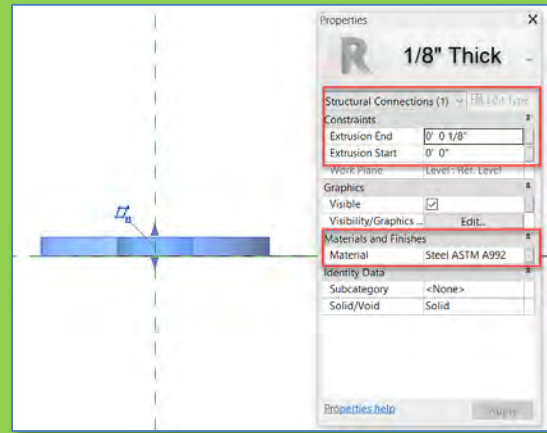 Properties X
R 1/8" Thick
Structural Connections (1) Edit Type
Constraints
Extrusion End 0' 0 1/8"
Extrusion Start 0' 0"
Work Plane Level : Ref. Level
Graphics
Visible
Visibility/Graphics ... Edit...
Materials and Finishes
Material Steel ASTM A992
Identity Data
Subcategory <None>
Solid/Void Solid
Properties help Apply